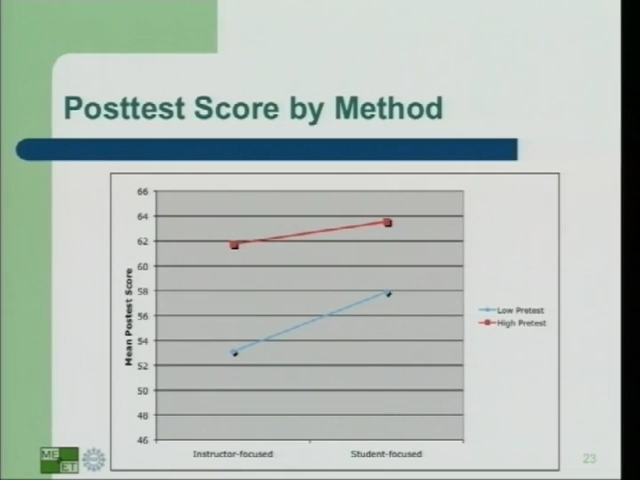 Posttest Score by Method
66
64
62
60
58
56
54
52
50
48
46
Mean Postest Score
Instructor-focused
Student-focused
Low Pretest
High Pretest
ME
ET
23